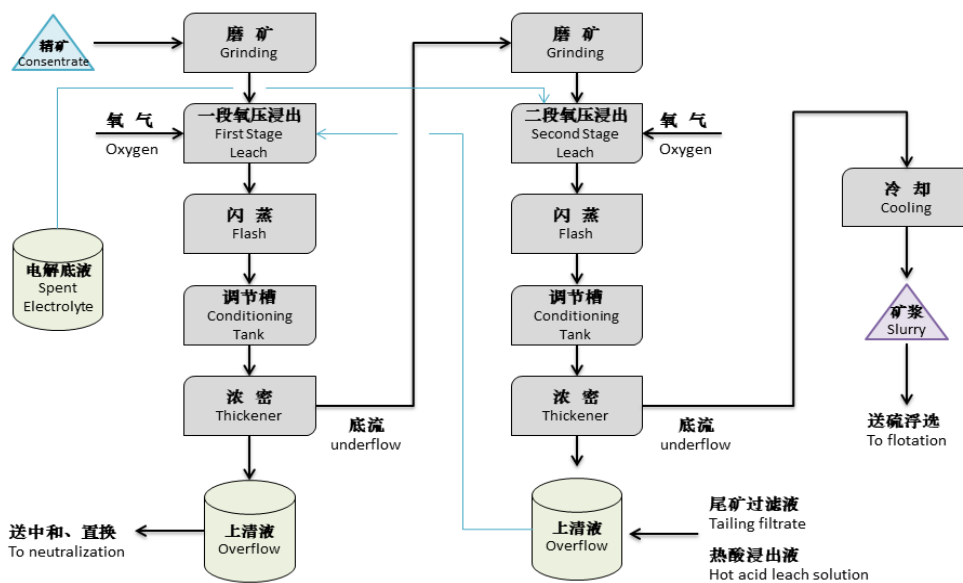 精矿
Consentrate
磨 矿
Grinding
氧 气
Oxygen
一段氧压浸出
First Stage
Leach
闪 蒸
Flash
电解底液
Spent
Electrolyte
调节槽
Conditioning
Tank
浓 密
Thickener
底流
underflow
上清液
Overflow
送中和、置换
To neutralization
磨 矿
Grinding
二段氧压浸出
Second Stage
Leach
氧 气
Oxygen
闪 蒸
Flash
调节槽
Conditioning
Tank
浓 密
Thickener
底流
underflow
上清液
Overflow
尾矿过滤液
Tailing filtrate
热酸浸出液
Hot acid leach solution
冷 却
Cooling
矿浆
Slurry
送硫浮选
To flotation